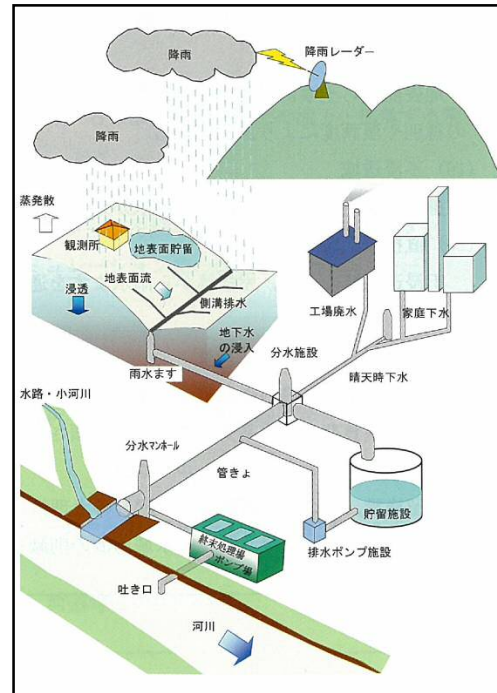 降雨
降雨レーダー
降雨
蒸発散
観測所
地表面貯留
地表面流
浸透
側溝排水
工場廃水
家庭下水
地下水
の浸入
分水施設
雨水ます
晴天時下水
水路・小河川
分水マンホール
管きょ
貯留施設
排水ポンプ施設
終末処理場
ポンプ場
吐き口
河川